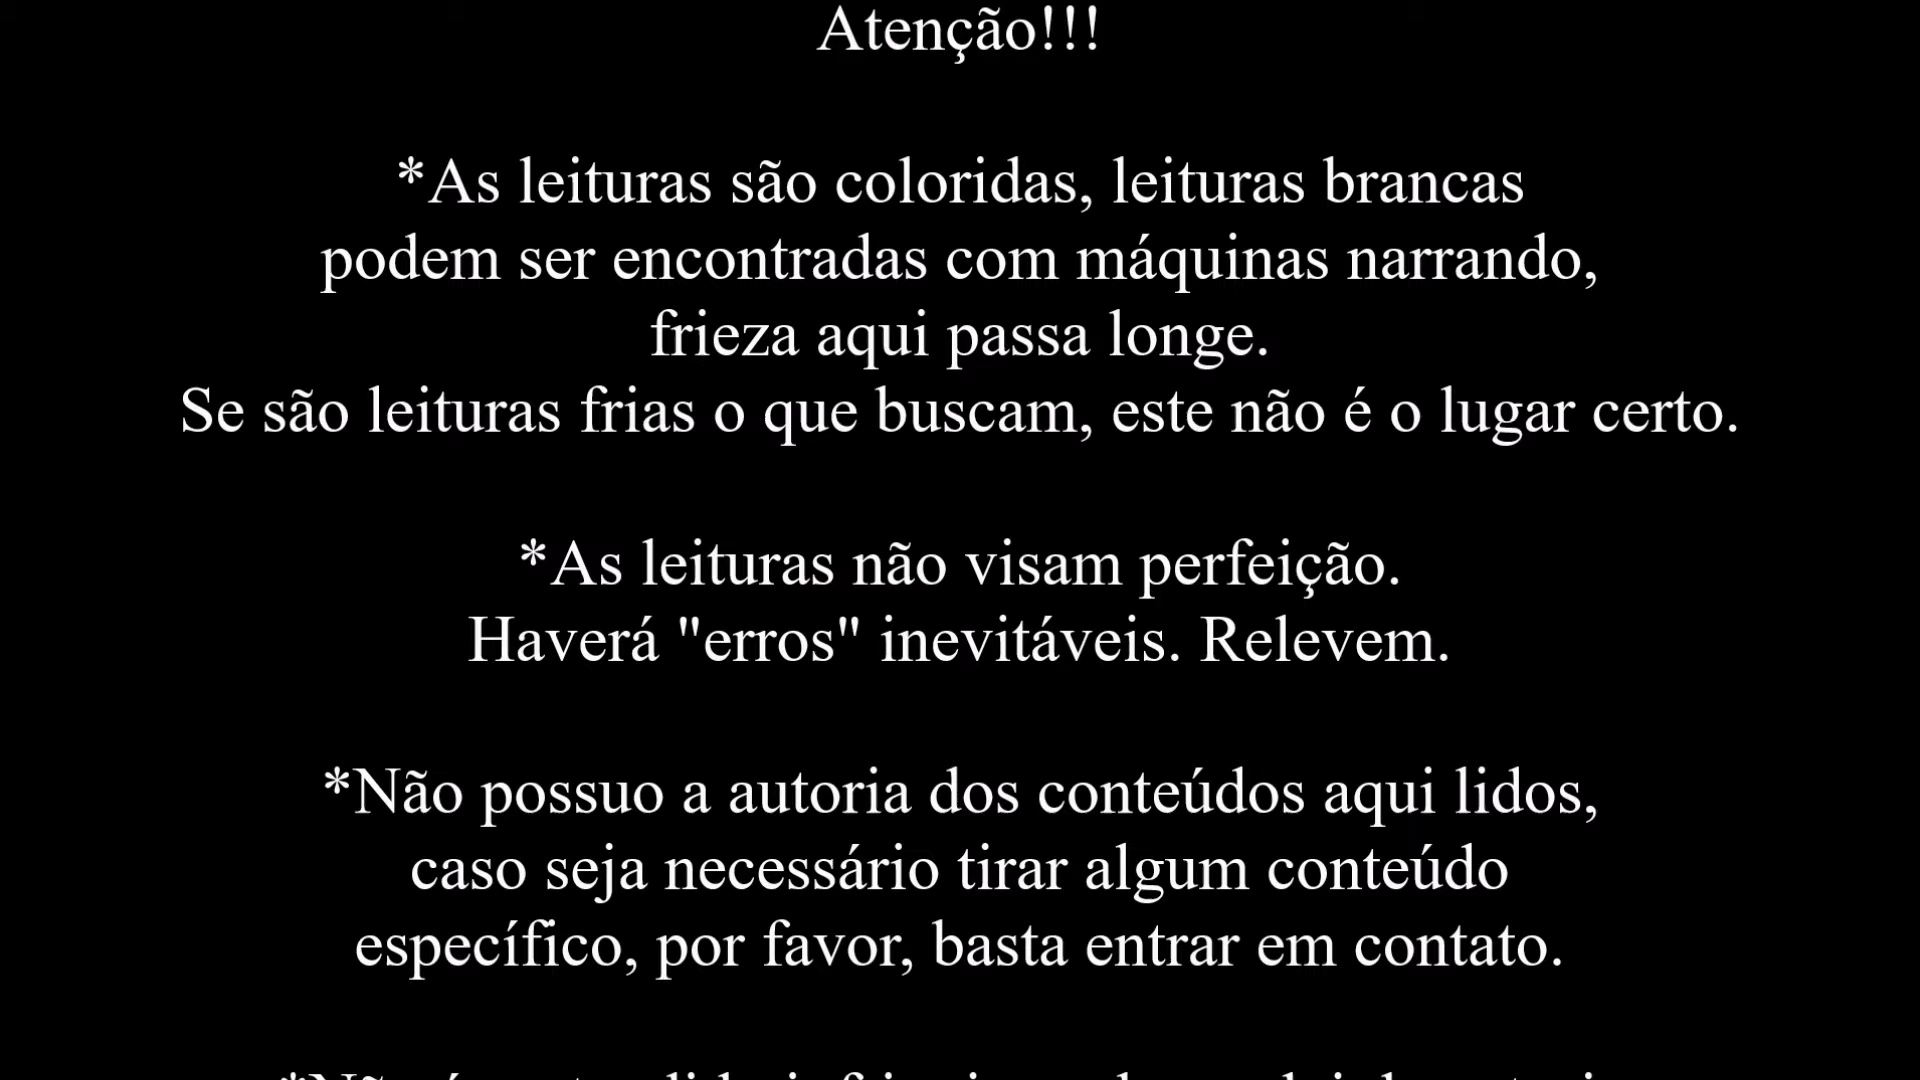 Atenção!!!
*As leituras são coloridas, leituras brancas
podem ser encontradas com máquinas narrando,
frieza aqui passa longe.
Se são leituras frias o que buscam, este não é o lugar certo.
*As leituras não visam perfeição.
Haverá "erros" inevitáveis. Relevem.
*Não possuo a autoria dos conteúdos aqui lidos,
caso seja necessário tirar algum conteúdo
específico, por favor, basta entrar em contato.